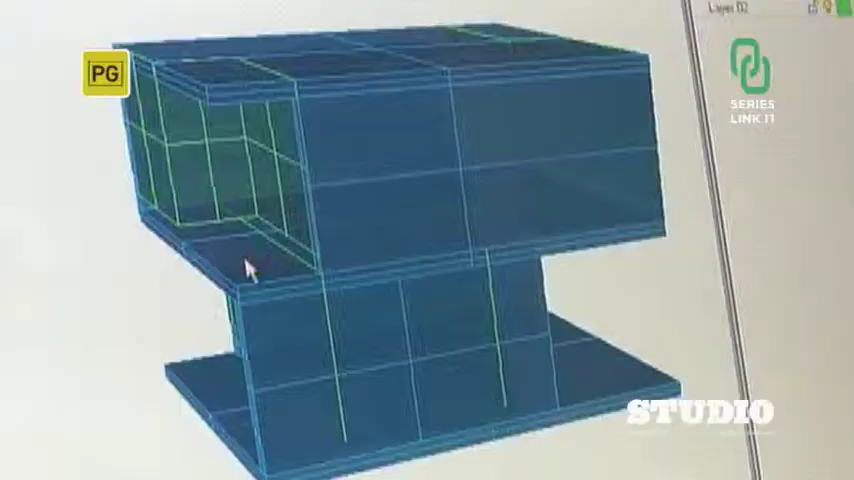 Layer 02
PG
SERIES
LINK IT
STUDIO